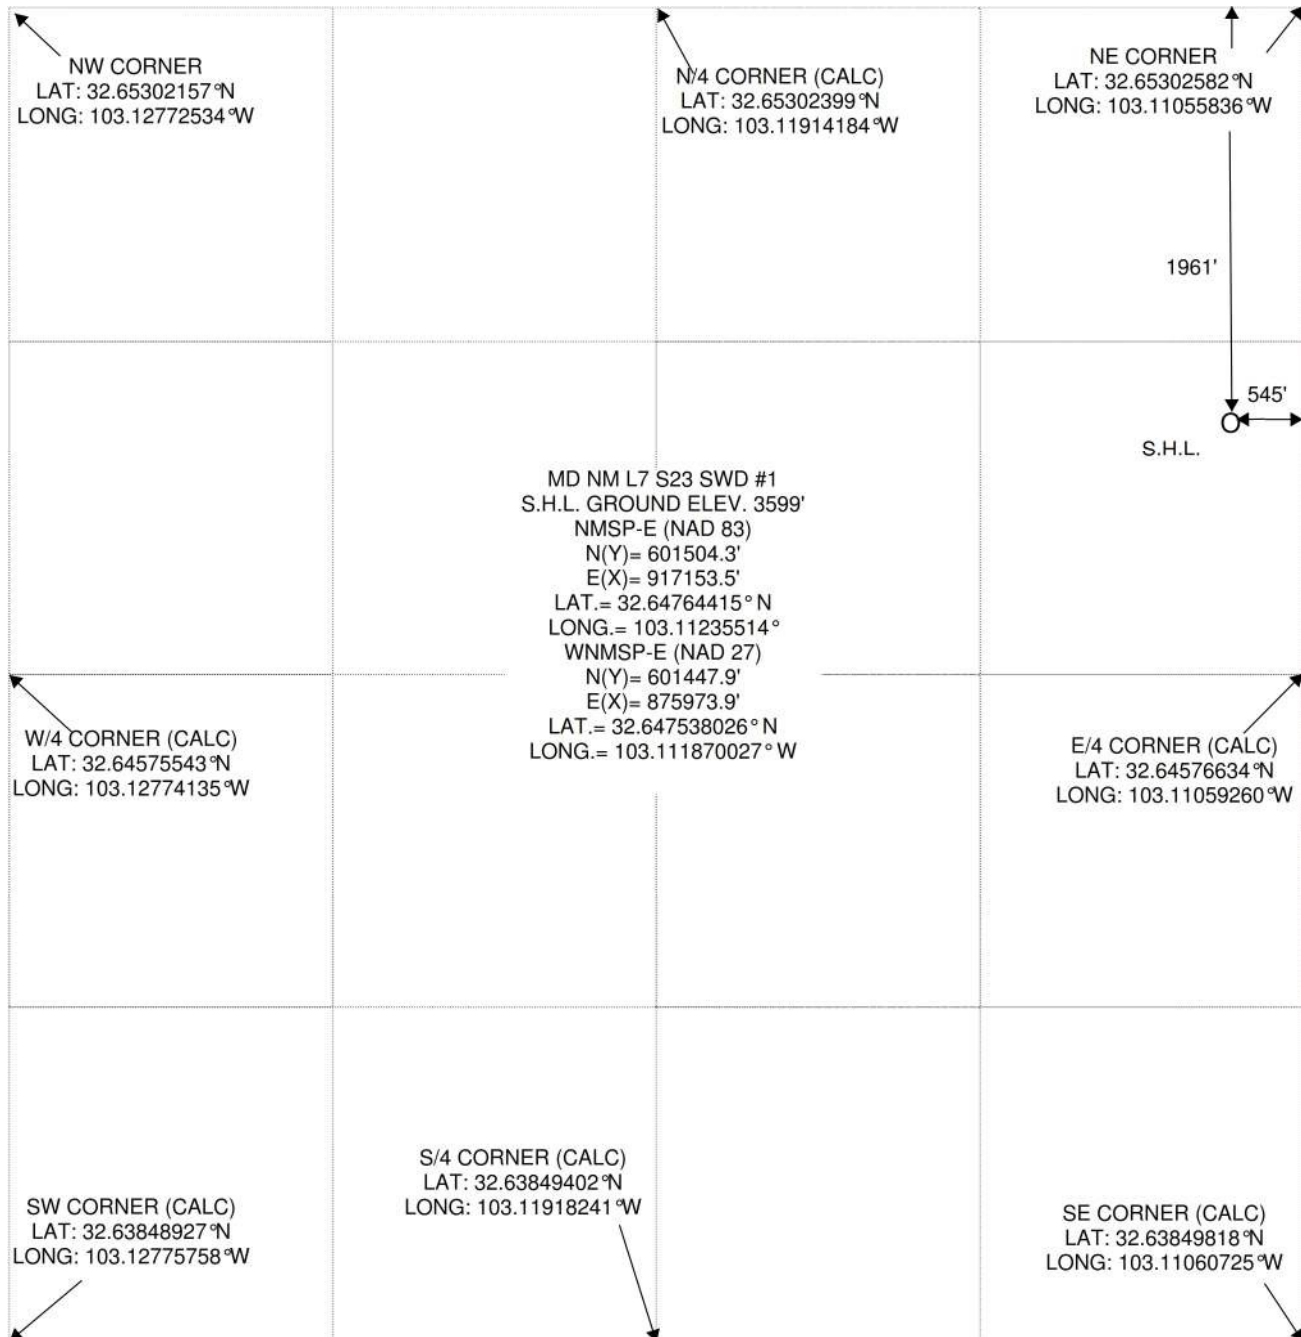 NW CORNER
LAT: 32.65302157°N
LONG: 103.12772534°W
N/4 CORNER (CALC)
LAT: 32.65302399°N
LONG: 103.11914184°W
NE CORNER
LAT: 32.65302582°N
LONG: 103.11055836°W
1961'
545'
S.H.L.
MD NM L7 S23 SWD #1
S.H.L. GROUND ELEV. 3599'
NMSP-E (NAD 83)
N(Y)= 601504.3'
E(X)= 917153.5'
LAT.= 32.64764415° N
LONG.= 103.11235514°
WNMSP-E (NAD 27)
N(Y)= 601447.9'
E(X)= 875973.9'
LAT.= 32.647538026° N
LONG.= 103.111870027° W
W/4 CORNER (CALC)
LAT: 32.64575543°N
LONG: 103.12774135°W
E/4 CORNER (CALC)
LAT: 32.64576634°N
LONG: 103.11059260°W
S/4 CORNER (CALC)
LAT: 32.63849402°N
LONG: 103.11918241°W
SW CORNER (CALC)
LAT: 32.63848927°N
LONG: 103.12775758°W
SE CORNER (CALC)
LAT: 32.63849818°N
LONG: 103.11060725°W